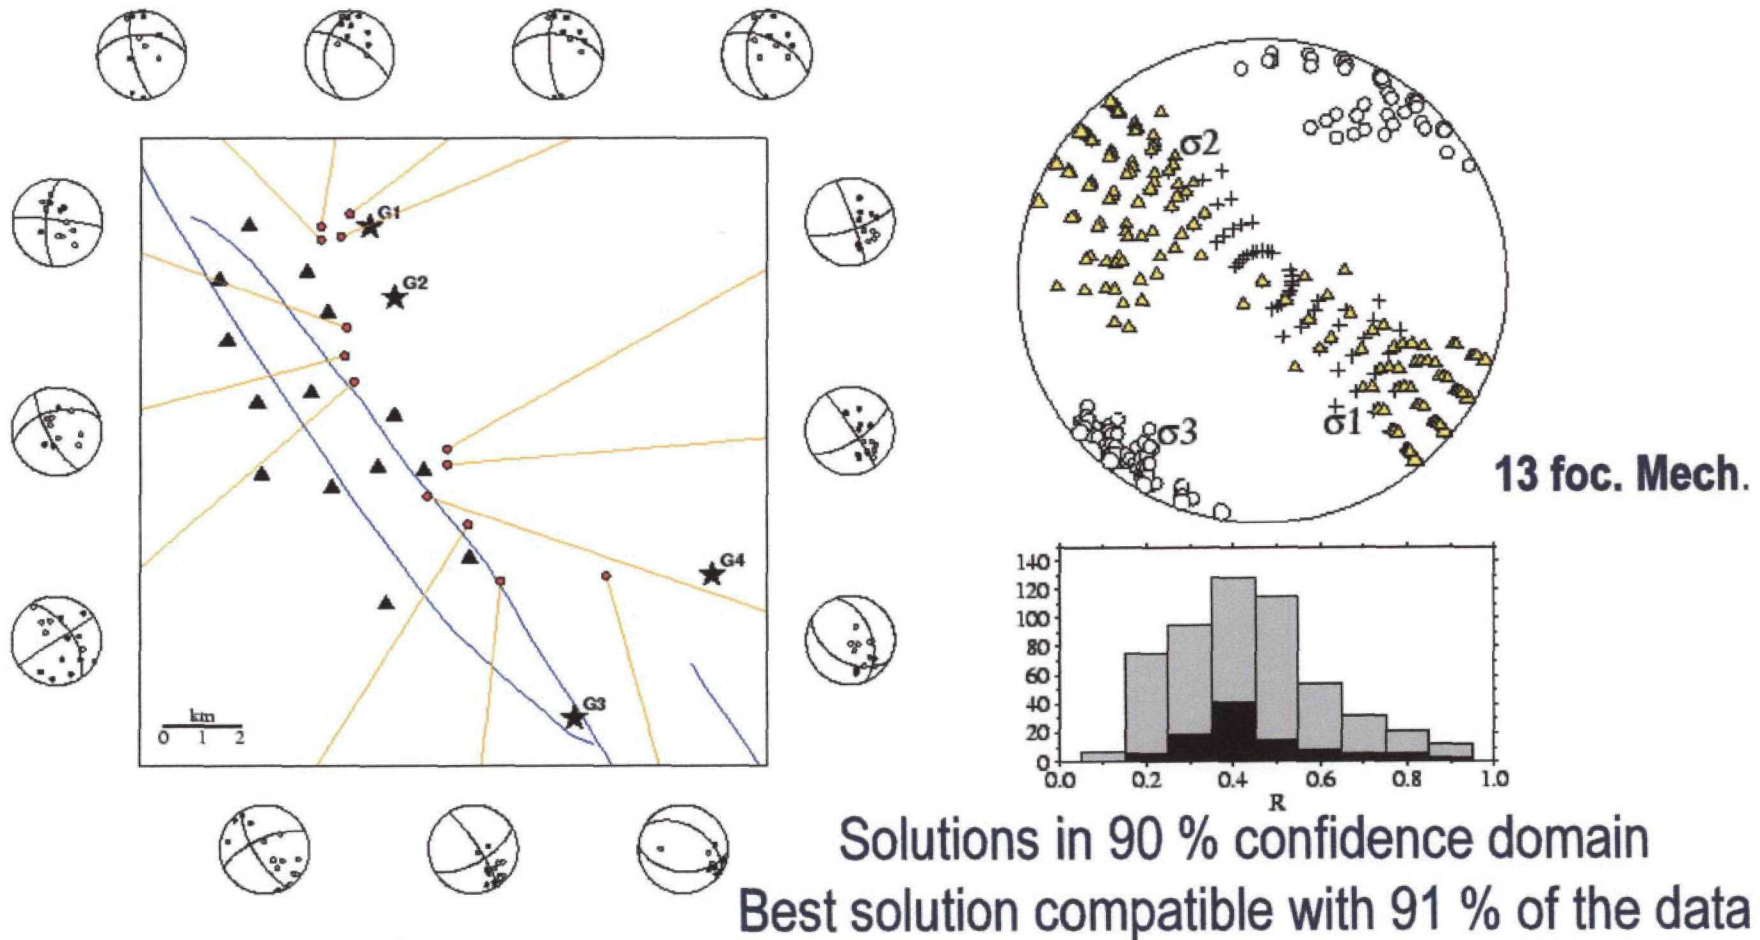 G1
G2
G4
G3
km
0 1 2
σ2
σ3
σ1
13 foc. Mech.
140
120
100
80
60
40
20
0
0.0 0.2 0.4 0.6 0.8 1.0
R
Solutions in 90 % confidence domain
Best solution compatible with 91 % of the data